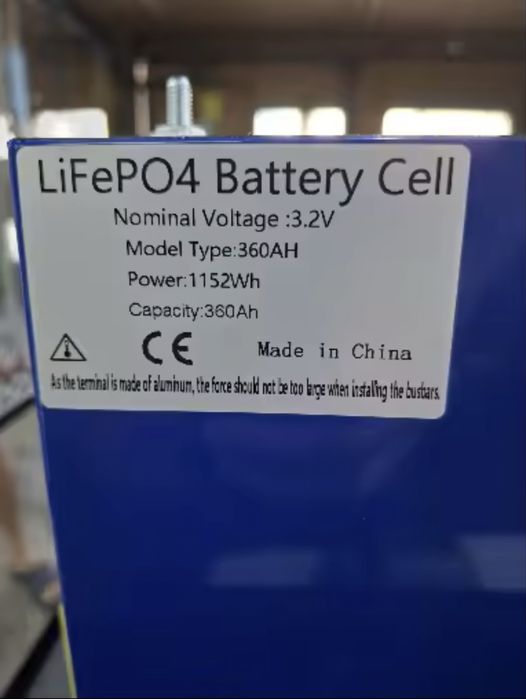 LiFePO4 Battery Cell
Nominal Voltage :3.2V
Model Type:360AH
Power:1152Wh
Capacity:360Ah
CE Made in China
As the terminal is made of aluminum, the force should not be too large when installing the busbars.